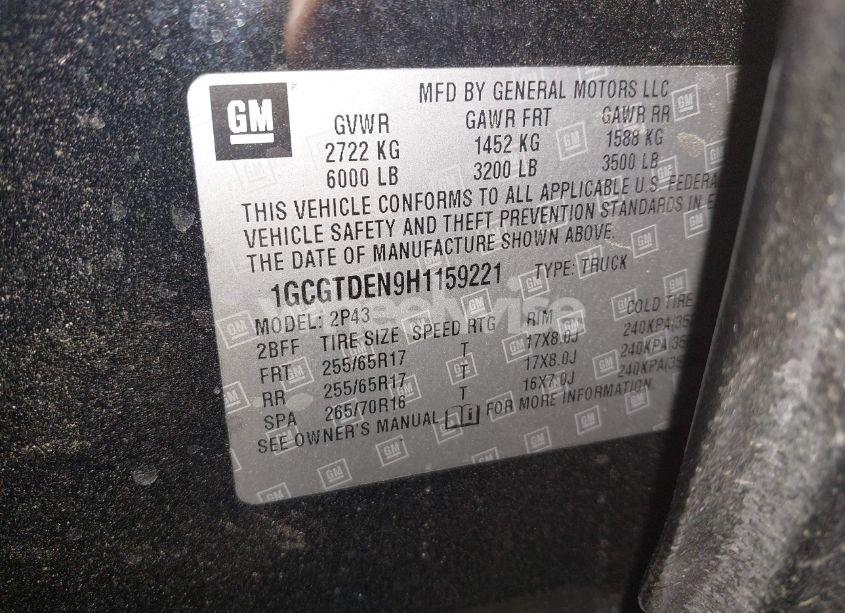 GM
MFD BY GENERAL MOTORS LLC
GVWR GAWR FRT GAWR RR
2722 KG 1452 KG 1588 KG
6000 LB 3200 LB 3500 LB
THIS VEHICLE CONFORMS TO ALL APPLICABLE U.S. FEDERA
VEHICLE SAFETY AND THEFT PREVENTION STANDARDS IN E
THE DATE OF MANUFACTURE SHOWN ABOVE.
1GCGTDEN9H1159221 TYPE: TRUCK
MODEL: 2P43
2BFF TIRE SIZE SPEED RTG RIM COLD TIRE
FRT 255/65R17 T 17X8.0J 240KPA/35
RR 255/65R17 T 17X8.0J 240KPA/35
SPA 265/70R16 T 16X7.0J 240KPA/35
SEE OWNER'S MANUAL FOR MORE INFORMATION.